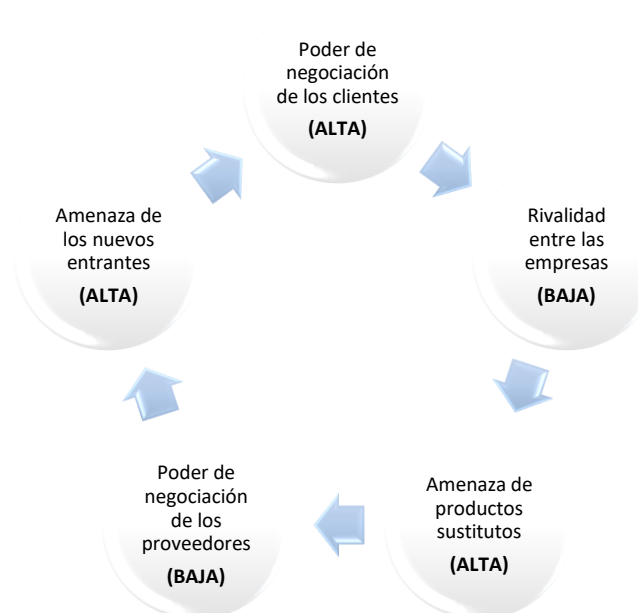 Poder de
negociación
de los clientes
(ALTA)
Rivalidad
entre las
empresas
(BAJA)
Amenaza de
productos
sustitutos
(ALTA)
Poder de
negociación
de los
proveedores
(BAJA)
Amenaza de
los nuevos
entrantes
(ALTA)